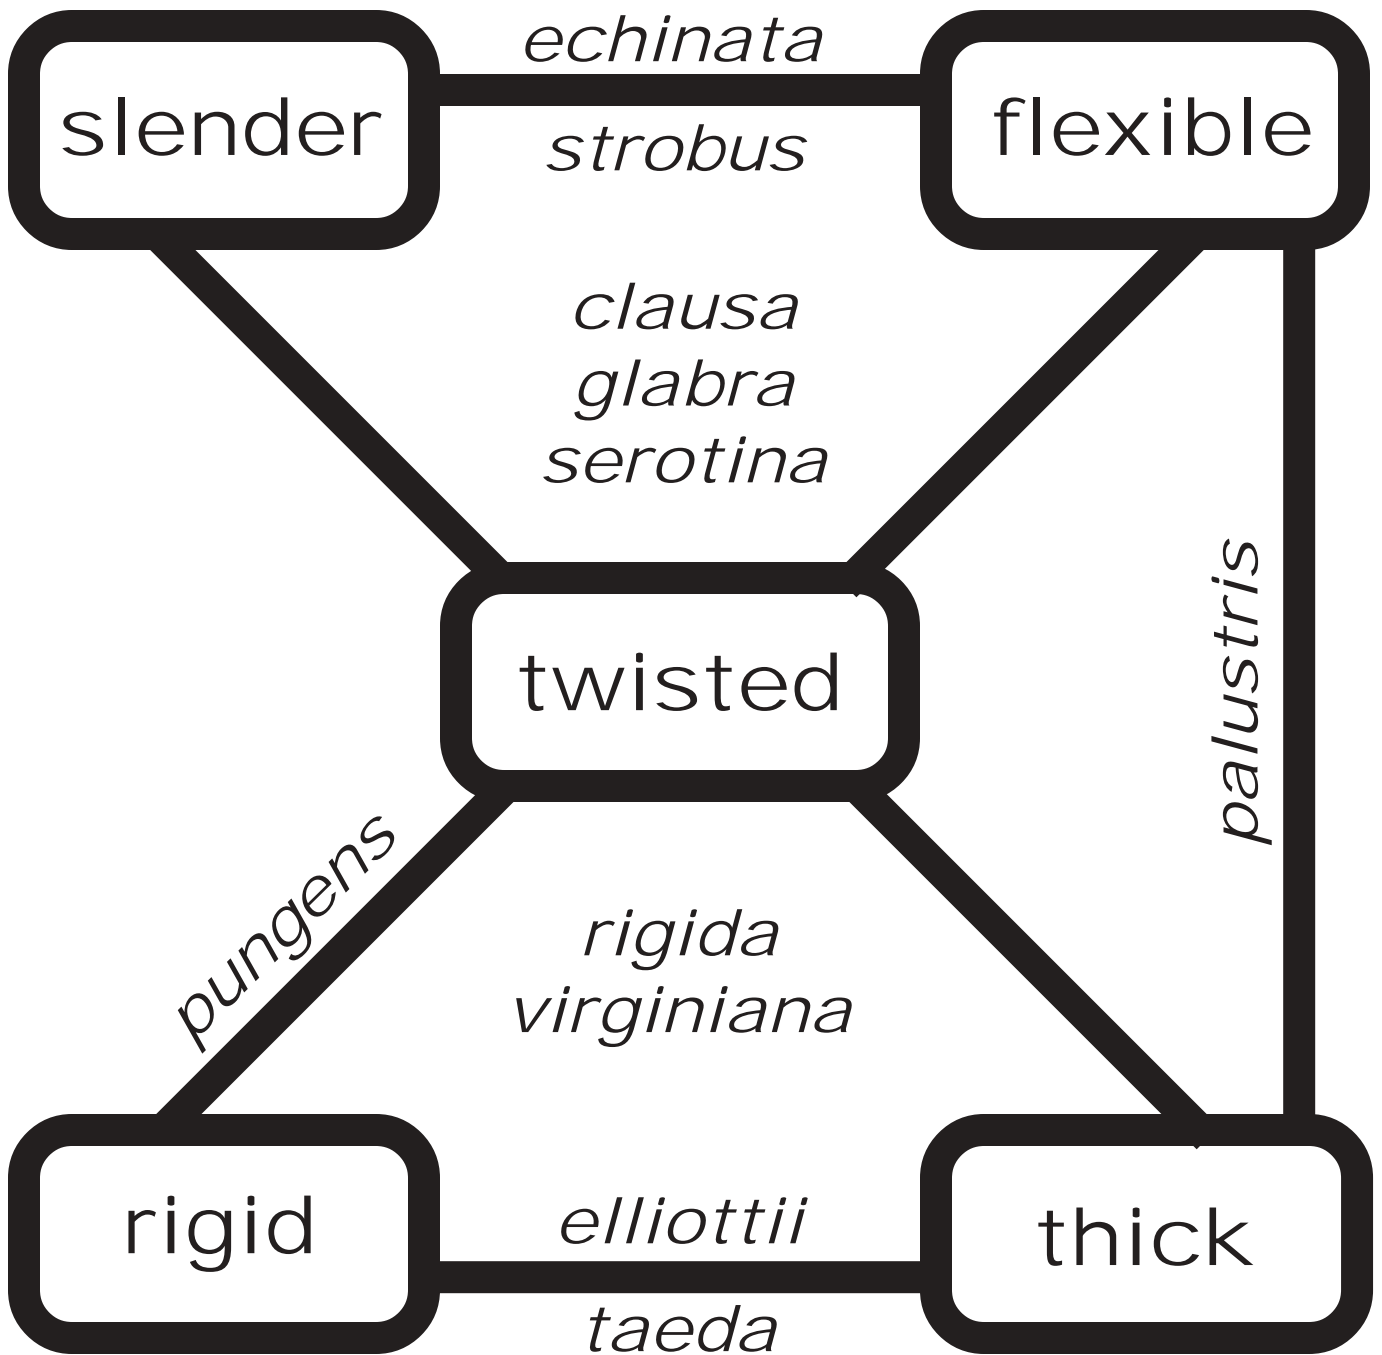 echinata
slender
flexible
strobus
clausa
glabra
serotina
twisted
palustris
pungens
rigida
virginiana
rigid
elliottii
thick
taeda